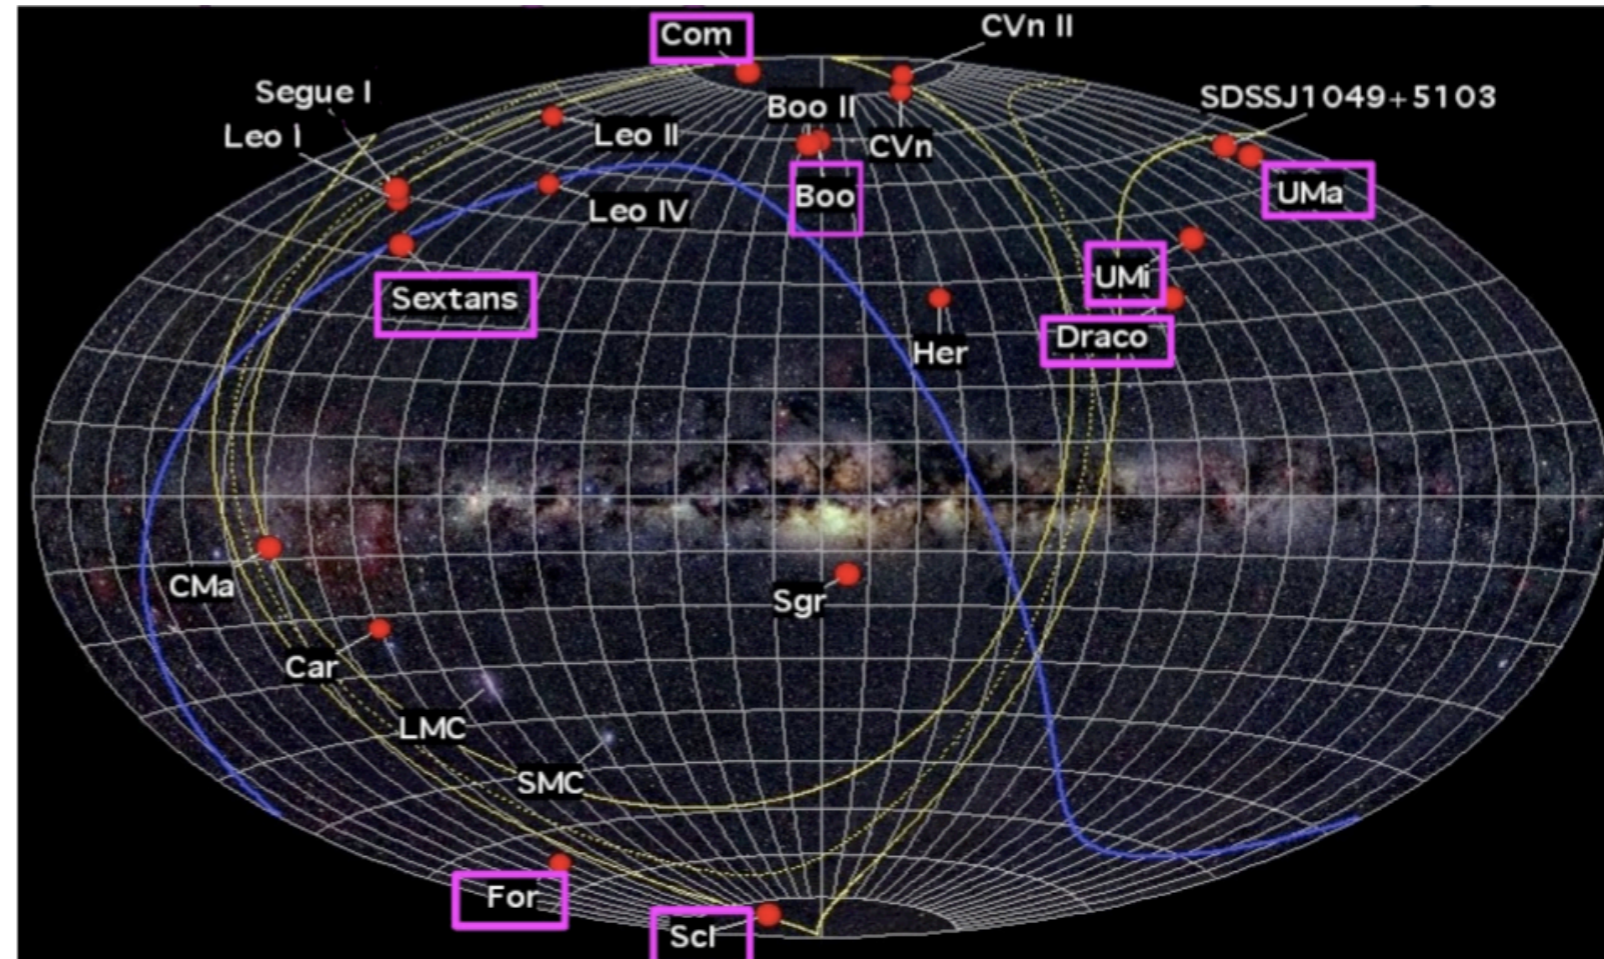 CVn II
Com
Segue I
SDSSJ1049+5103
Boo II
Leo I
Leo II
CVn
UMa
Boo
Leo IV
UMi
Sextans
Draco
Her
CMa
Sgr
Car
LMC
SMC
For
Scl